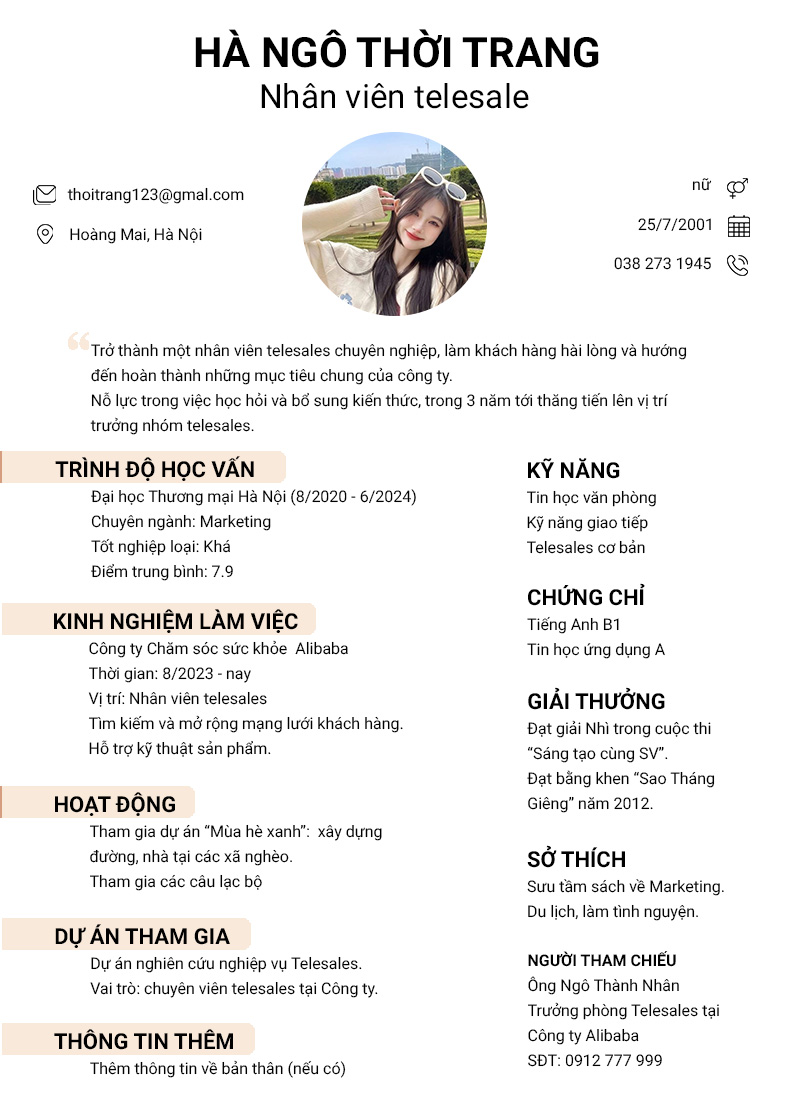 HÀ NGÔ THỜI TRANG
Nhân viên telesale
thoitrang123@gmal.com
Hoàng Mai, Hà Nội
nữ
25/7/2001
038 273 1945
Trở thành một nhân viên telesales chuyên nghiệp, làm khách hàng hài lòng và hướng
đến hoàn thành những mục tiêu chung của công ty.
Nỗ lực trong việc học hỏi và bổ sung kiến thức, trong 3 năm tới thăng tiến lên vị trí
trưởng nhóm telesales.
TRÌNH ĐỘ HỌC VẤN
Đại học Thương mại Hà Nội (8/2020 - 6/2024)
Chuyên ngành: Marketing
Tốt nghiệp loại: Khá
Điểm trung bình: 7.9
KINH NGHIỆM LÀM VIỆC
Công ty Chăm sóc sức khỏe  Alibaba
Thời gian: 8/2023 - nay
Vị trí: Nhân viên telesales
Tìm kiếm và mở rộng mạng lưới khách hàng.
Hỗ trợ kỹ thuật sản phẩm.
HOẠT ĐỘNG
Tham gia dự án “Mùa hè xanh”:  xây dựng
đường, nhà tại các xã nghèo.
Tham gia các câu lạc bộ
DỰ ÁN THAM GIA
Dự án nghiên cứu nghiệp vụ Telesales.
Vai trò: chuyên viên telesales tại Công ty.
THÔNG TIN THÊM
Thêm thông tin về bản thân (nếu có)
KỸ NĂNG
Tin học văn phòng
Kỹ năng giao tiếp
Telesales cơ bản
CHỨNG CHỈ
Tiếng Anh B1
Tin học ứng dụng A
GIẢI THƯỞNG
Đạt giải Nhì trong cuộc thi
“Sáng tạo cùng SV”.
Đạt bằng khen “Sao Tháng
Giêng” năm 2012.
SỞ THÍCH
Sưu tầm sách về Marketing.
Du lịch, làm tình nguyện.
NGƯỜI THAM CHIẾU
Ông Ngô Thành Nhân
Trưởng phòng Telesales tại
Công ty Alibaba
SĐT: 0912 777 999